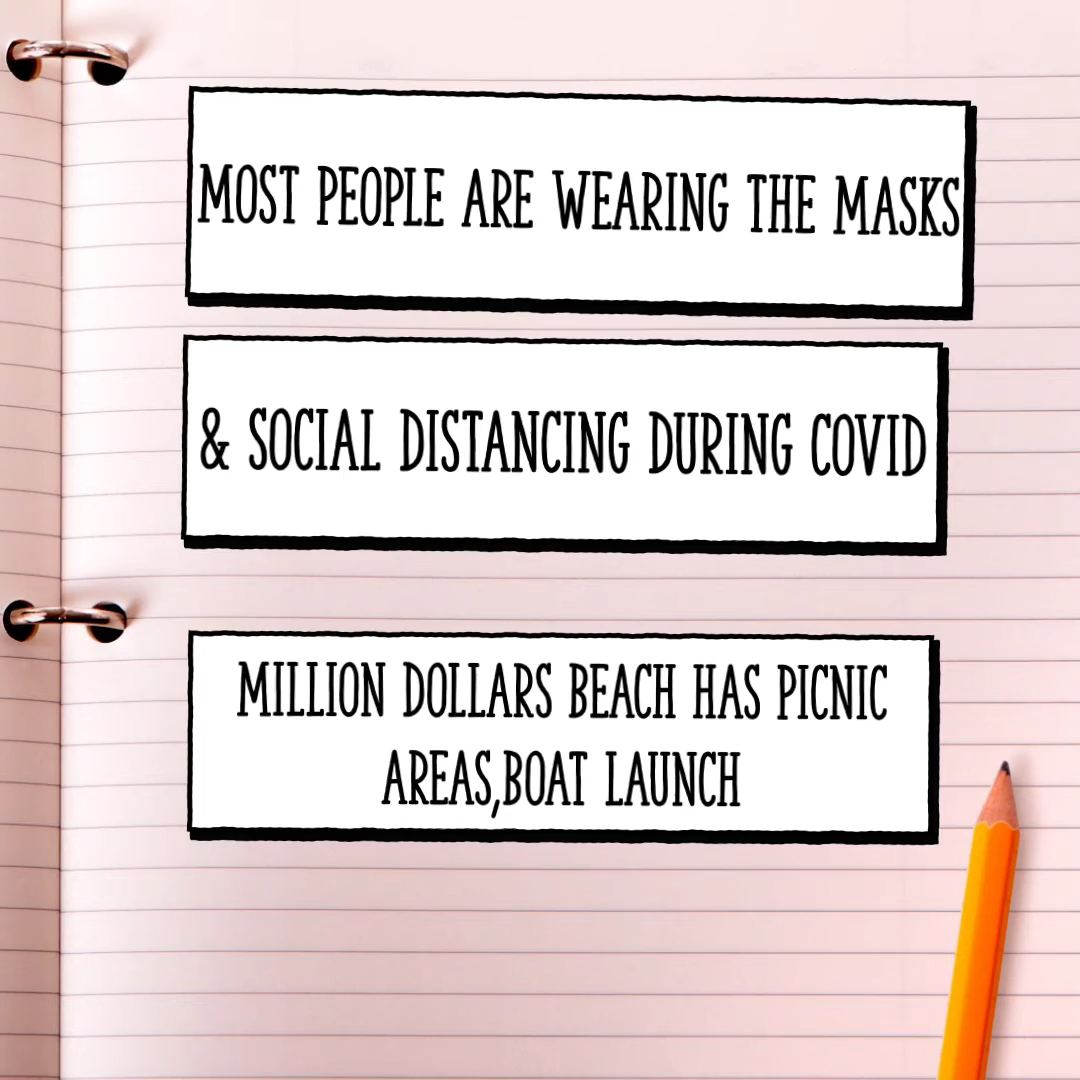 MOST PEOPLE ARE WEARING THE MASKS
& SOCIAL DISTANCING DURING COVID
MILLION DOLLARS BEACH HAS PICNIC
AREAS,BOAT LAUNCH